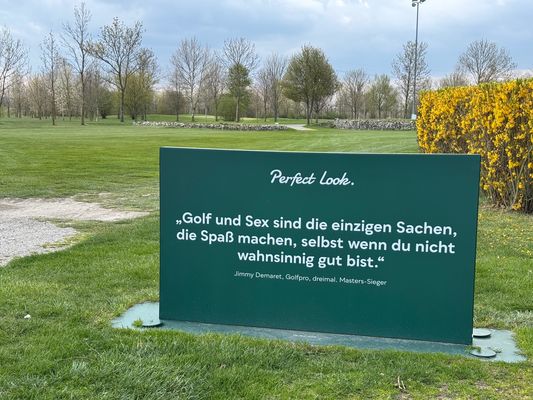 Perfect Look.
„Golf und Sex sind die einzigen Sachen,
die Spaß machen, selbst wenn du nicht
wahnsinnig gut bist.“
Jimmy Demaret, Golfpro, dreimal. Masters-Sieger